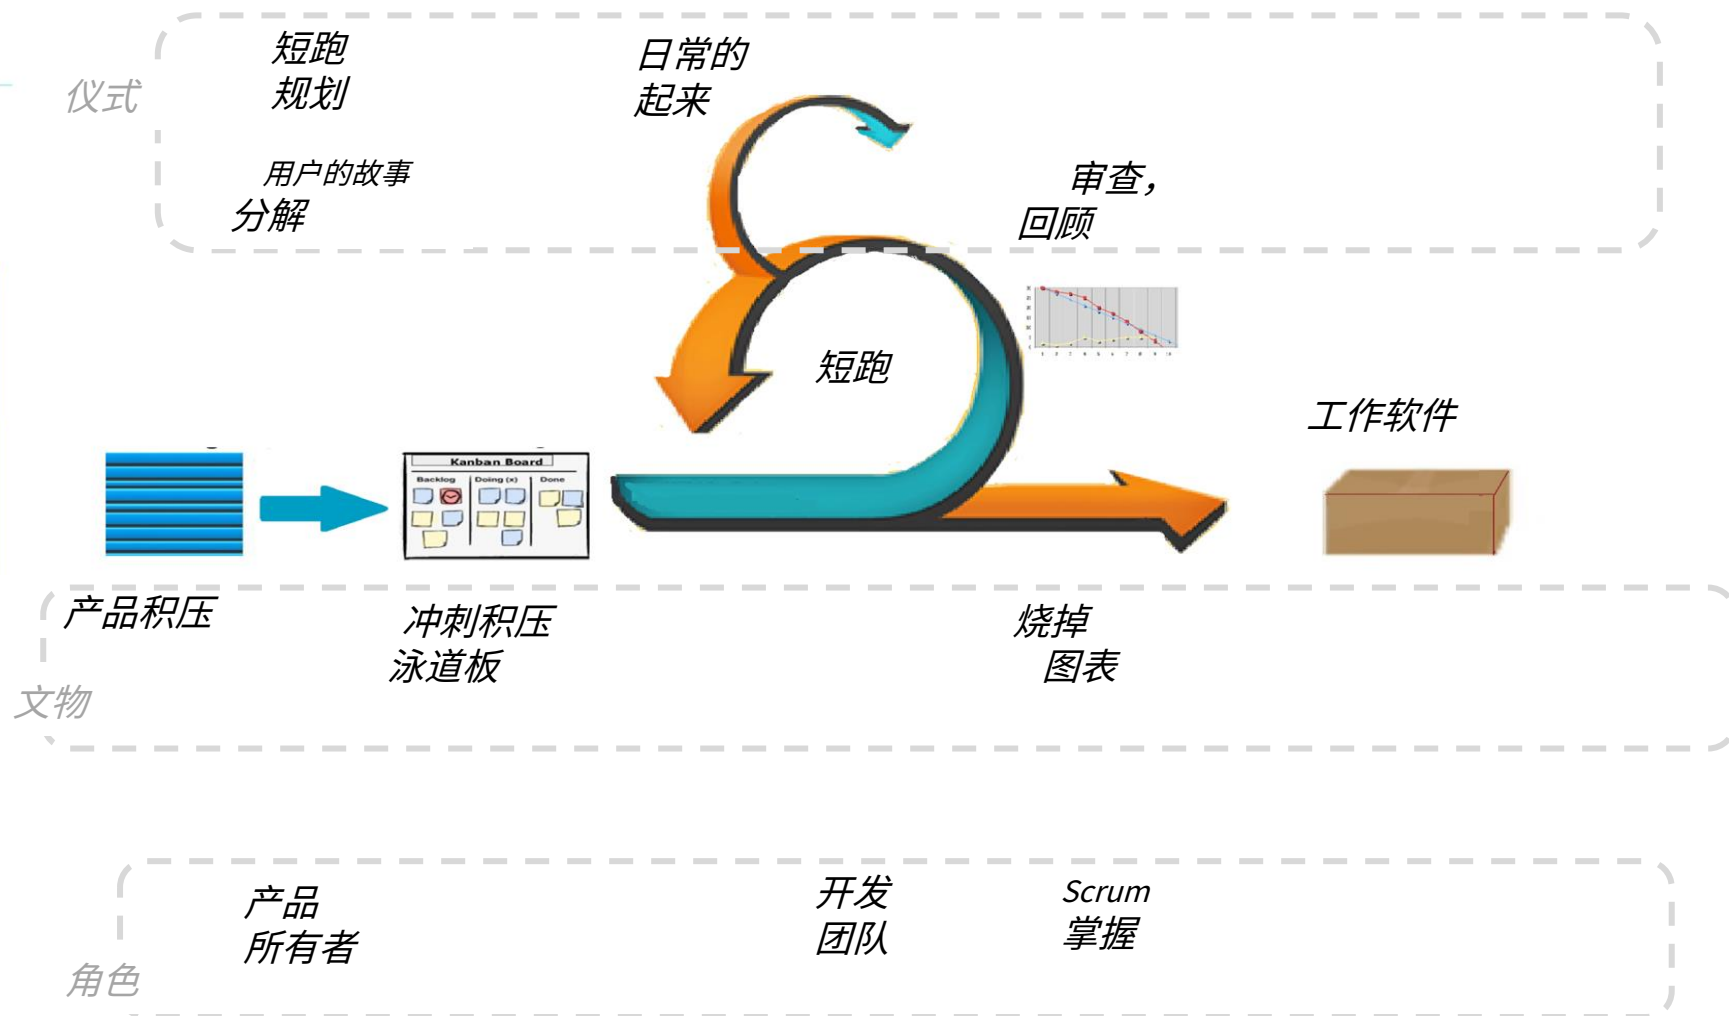 短跑
规划
日常的
起来
仪式
用户的故事
分解
审查，
回顾
短跑
工作软件
Kanban Board
Backlog
Doing (x)
Done
产品积压
冲刺积压
泳道板
烧掉
图表
文物
产品
所有者
开发
团队
Scrum
掌握
角色